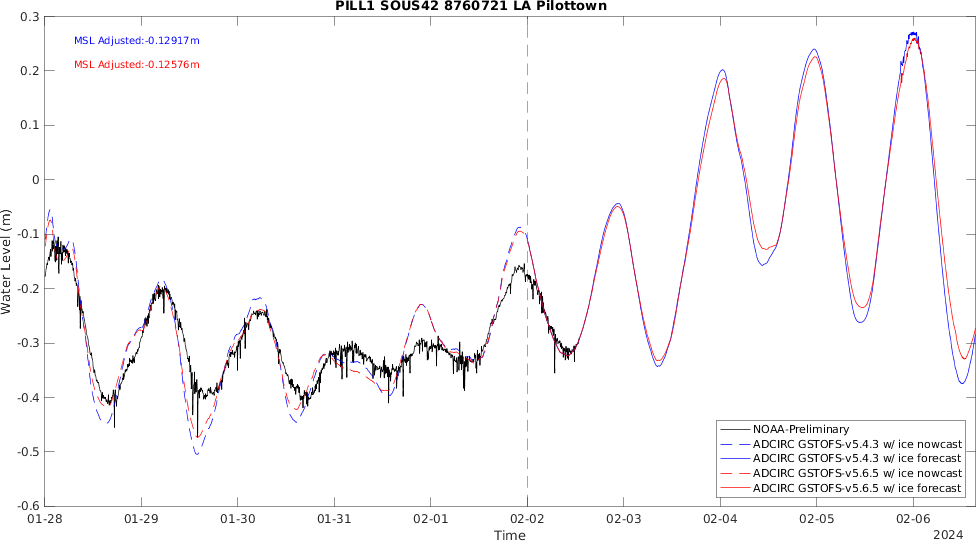 PILL1 SOUS42 8760721 LA Pilottown
MSL Adjusted:-0.12917m
MSL Adjusted:-0.12576m
0.3
0.2
0.1
0
-0.1
-0.2
-0.3
-0.4
-0.5
-0.6
Water Level (m)
NOAA-Preliminary
ADCIRC GSTOFS-v5.4.3 w/ ice nowcast
ADCIRC GSTOFS-v5.4.3 w/ ice forecast
ADCIRC GSTOFS-v5.6.5 w/ ice nowcast
ADCIRC GSTOFS-v5.6.5 w/ ice forecast
01-28 01-29 01-30 01-31 02-01 02-02 02-03 02-04 02-05 02-06
Time
2024